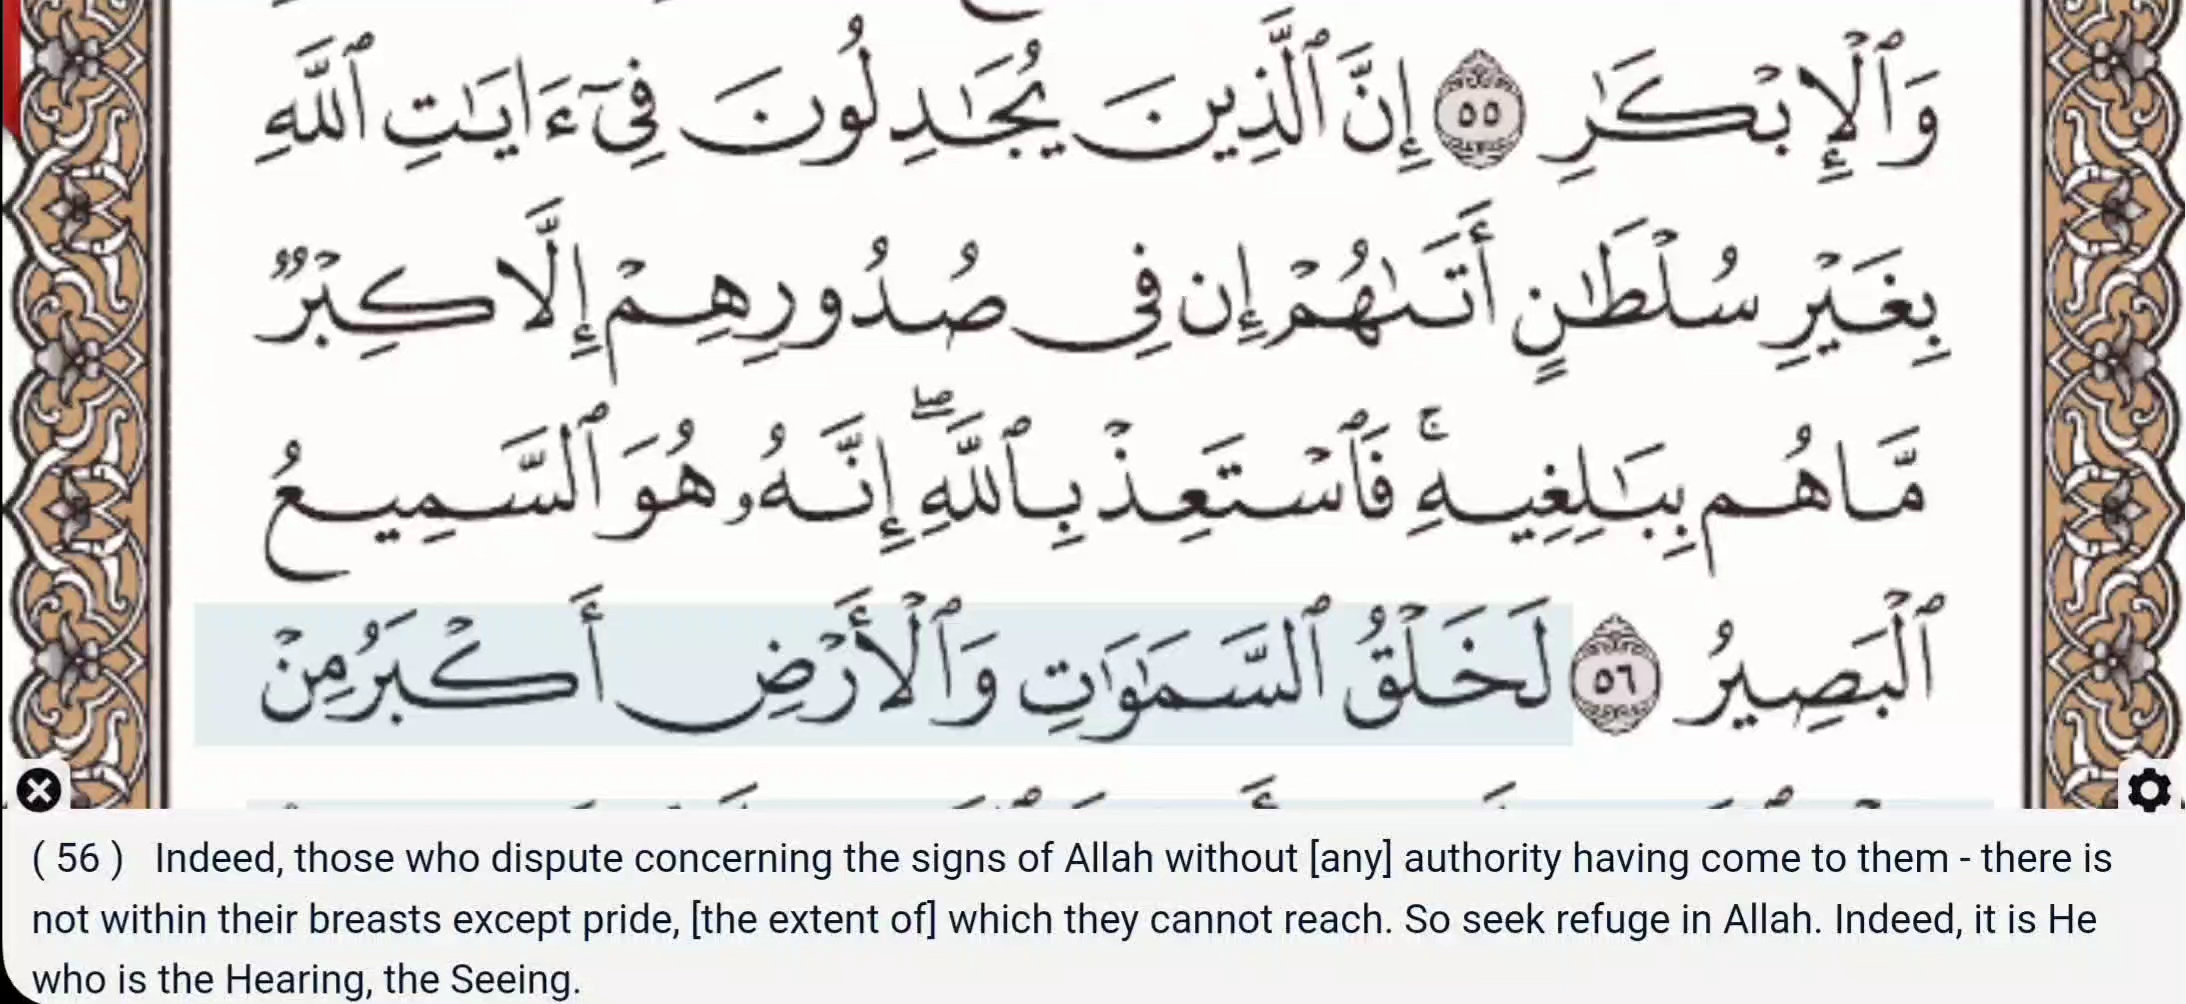 وَٱلْإِبْكَـٰرِ ٥٥ إِنَّ ٱلَّذِينَ يُجَـٰدِلُونَ فِىٓ ءَايَـٰتِ ٱللَّهِ
بِغَيْرِ سُلْطَـٰنٍ أَتَىٰهُمْ إِن فِى صُدُورِهِمْ إِلَّا كِبْرٌ
مَّا هُم بِبَـٰلِغِيهِ ۚ فَٱسْتَعِذْ بِٱللَّهِ ۖ إِنَّهُۥ هُوَ ٱلسَّمِيعُ
ٱلْبَصِيرُ ٥٦ لَخَلْقُ ٱلسَّمَـٰوَٰتِ وَٱلْأَرْضِ أَكْبَرُ مِنْ
( 56 ) Indeed, those who dispute concerning the signs of Allah without [any] authority having come to them - there is
not within their breasts except pride, [the extent of] which they cannot reach. So seek refuge in Allah. Indeed, it is He
who is the Hearing, the Seeing.